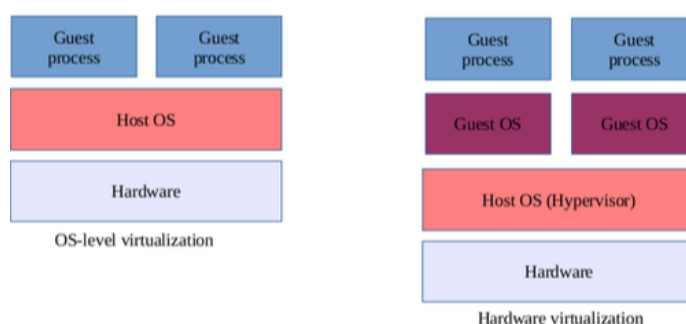 Guest
process
Guest
process
Host OS
Hardware
OS-level virtualization
Guest
process
Guest
process
Guest OS
Guest OS
Host OS (Hypervisor)
Hardware
Hardware virtualization